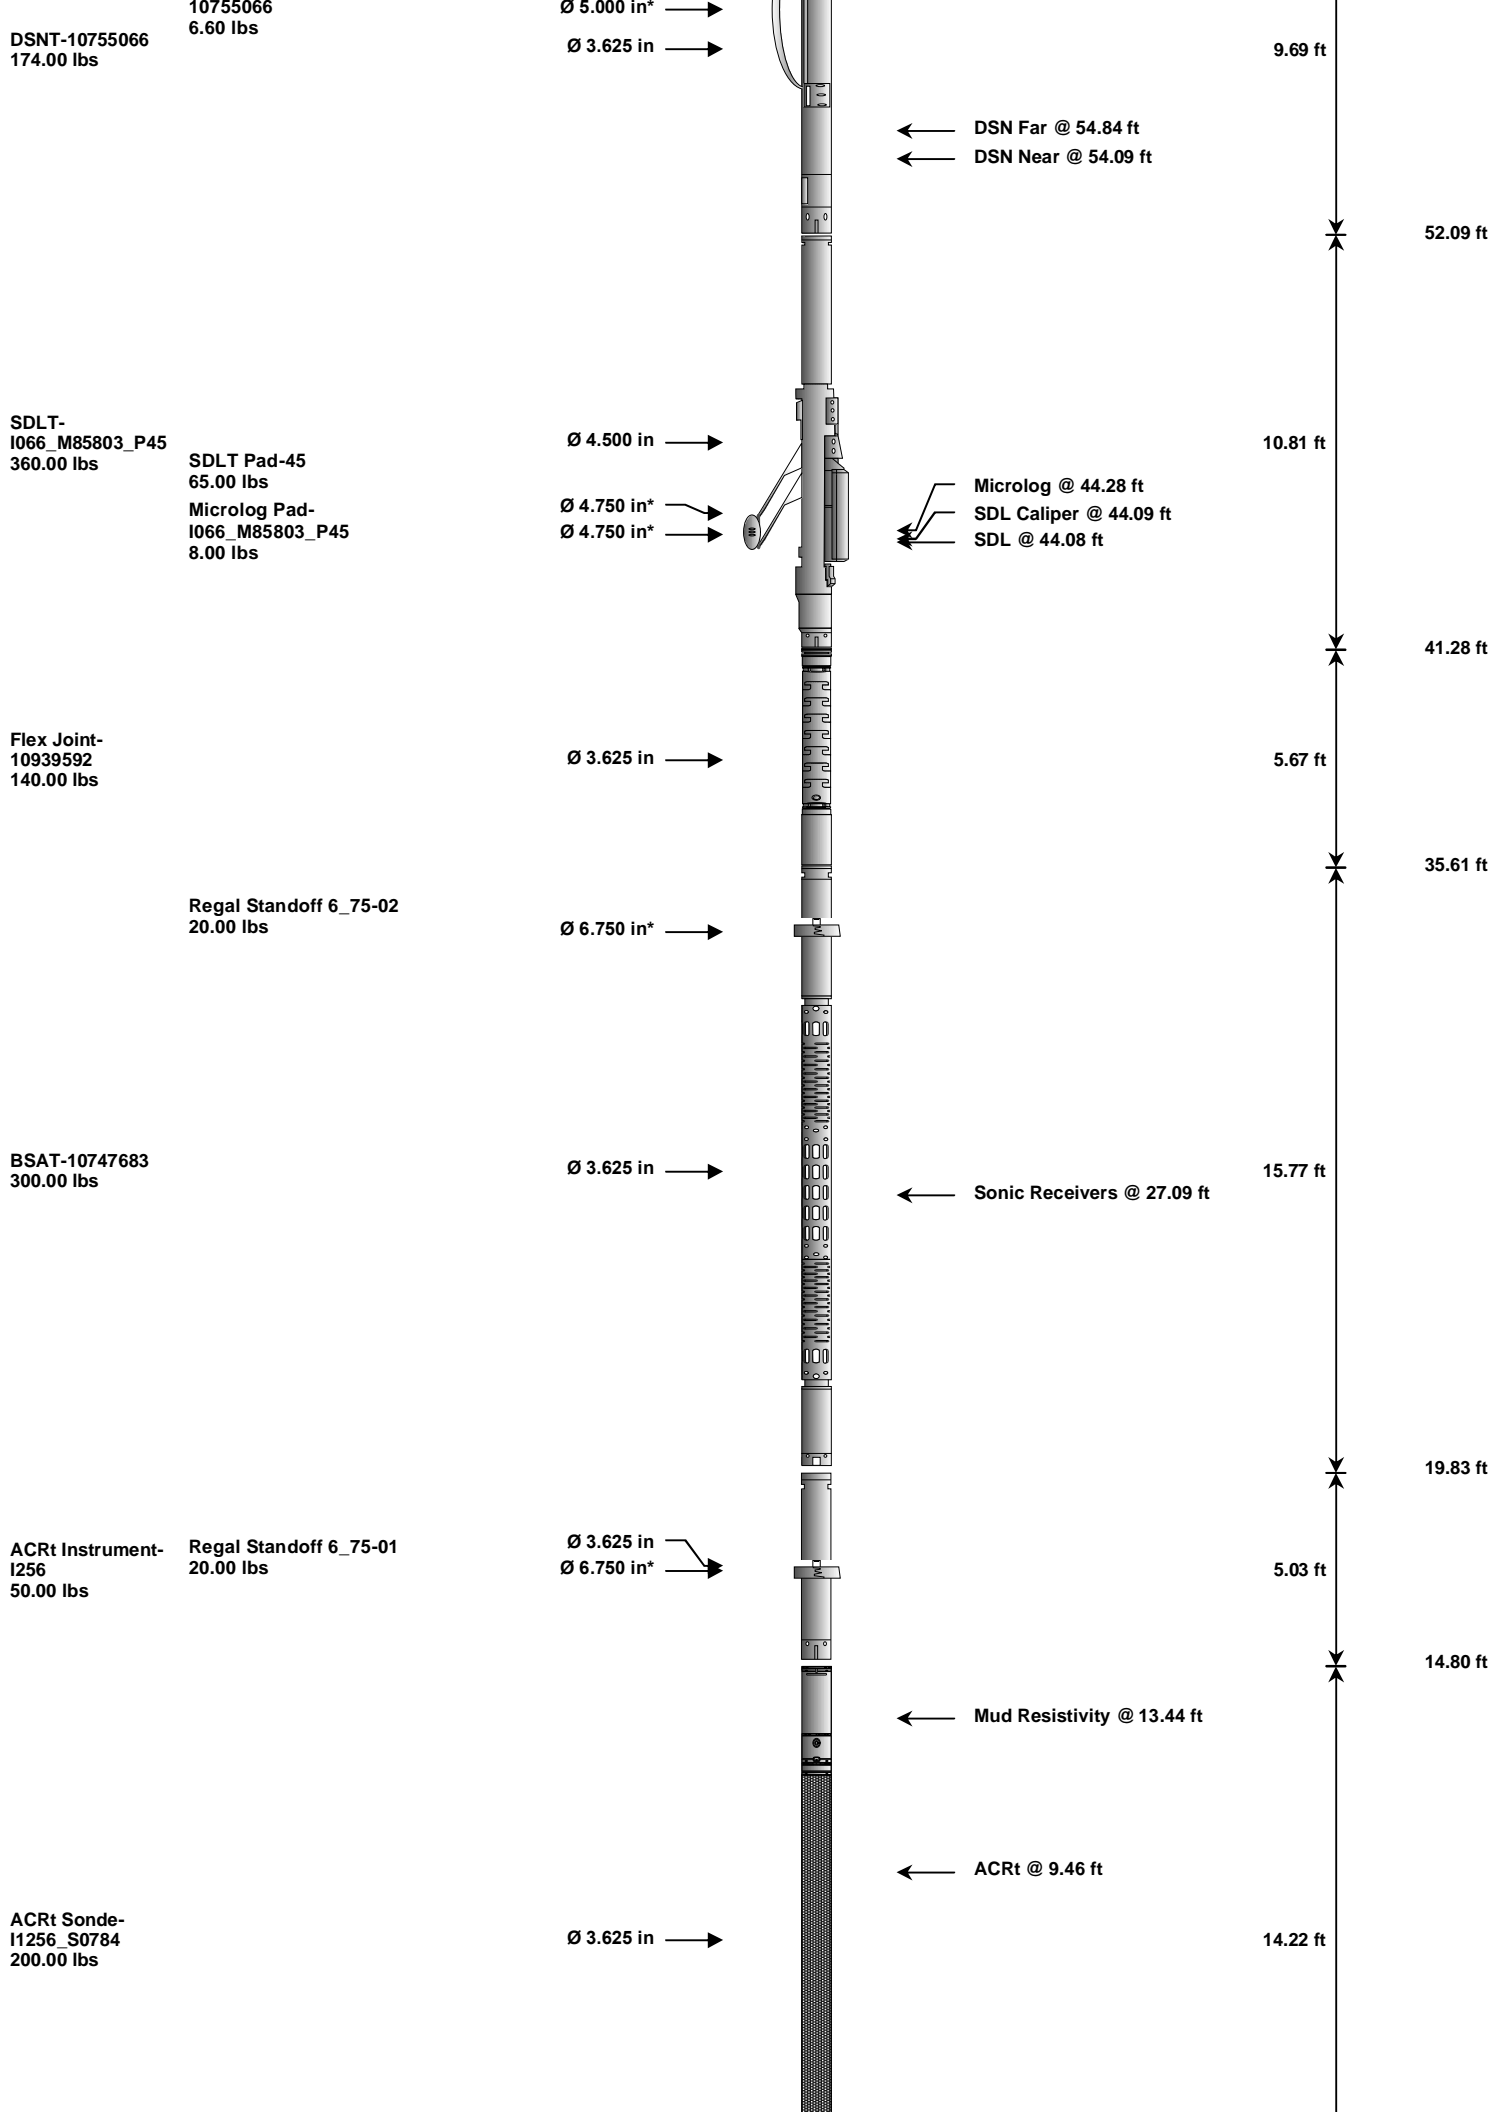 10755066
6.60 lbs
Ø 5.000 in*
DSNT-10755066
174.00 lbs
Ø 3.625 in
9.69 ft
DSN Far @ 54.84 ft
DSN Near @ 54.09 ft
52.09 ft
SDLT-
I066_M85803_P45
360.00 lbs
Ø 4.500 in
10.81 ft
SDLT Pad-45
65.00 lbs
Microlog Pad-
I066_M85803_P45
8.00 lbs
Ø 4.750 in*
Ø 4.750 in*
Microlog @ 44.28 ft
SDL Caliper @ 44.09 ft
SDL @ 44.08 ft
41.28 ft
Flex Joint-
10939592
140.00 lbs
Ø 3.625 in
5.67 ft
35.61 ft
Regal Standoff 6_75-02
20.00 lbs
Ø 6.750 in*
BSAT-10747683
300.00 lbs
Ø 3.625 in
Sonic Receivers @ 27.09 ft
15.77 ft
19.83 ft
ACRt Instrument-
I256
50.00 lbs
Regal Standoff 6_75-01
20.00 lbs
Ø 3.625 in
Ø 6.750 in*
5.03 ft
14.80 ft
Mud Resistivity @ 13.44 ft
ACRt @ 9.46 ft
ACRt Sonde-
I1256_S0784
200.00 lbs
Ø 3.625 in
14.22 ft